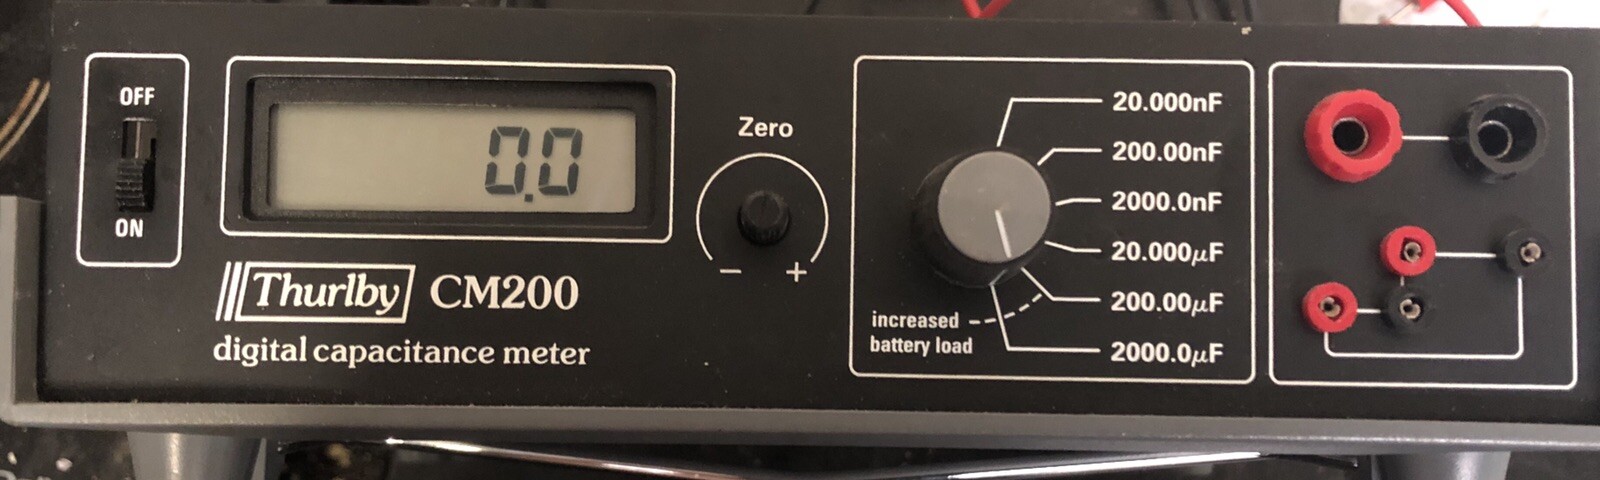 OFF
ON
0.0
Thurlby CM200
digital capacitance meter
Zero
− +
20.000nF
200.00nF
2000.0nF
20.000µF
200.00µF
2000.0µF
increased
battery load